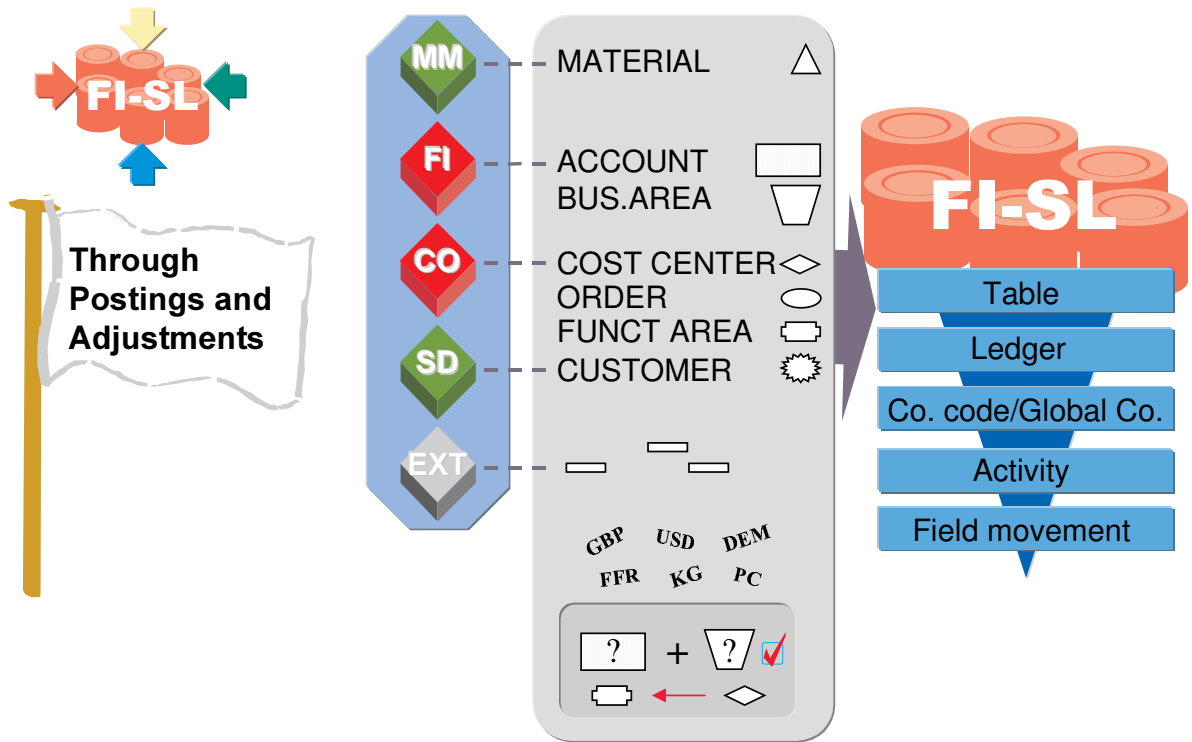 FI-SL
Through
Postings and
Adjustments
MM
FI
CO
SD
EXT
MATERIAL
ACCOUNT
BUS.AREA
COST CENTER
ORDER
FUNCT AREA
CUSTOMER
GBP USD DEM
FFR KG PC
? + ?
FI-SL
Table
Ledger
Co. code/Global Co.
Activity
Field movement